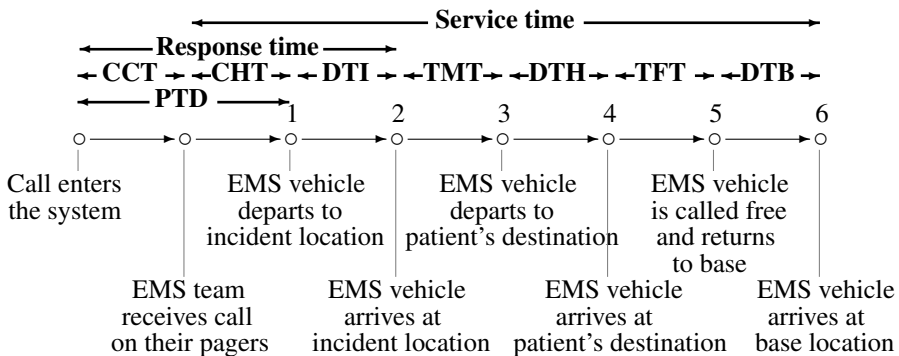 Service time
Response time
CCT CHT DTI TMT DTH TFT DTB
PTD
1 2 3 4 5 6
Call enters
the system
EMS vehicle
departs to
incident location
EMS vehicle
departs to
patient's destination
EMS vehicle
is called free
and returns
to base
EMS team
receives call
on their pagers
EMS vehicle
arrives at
incident location
EMS vehicle
arrives at
patient's destination
EMS vehicle
arrives at
base location